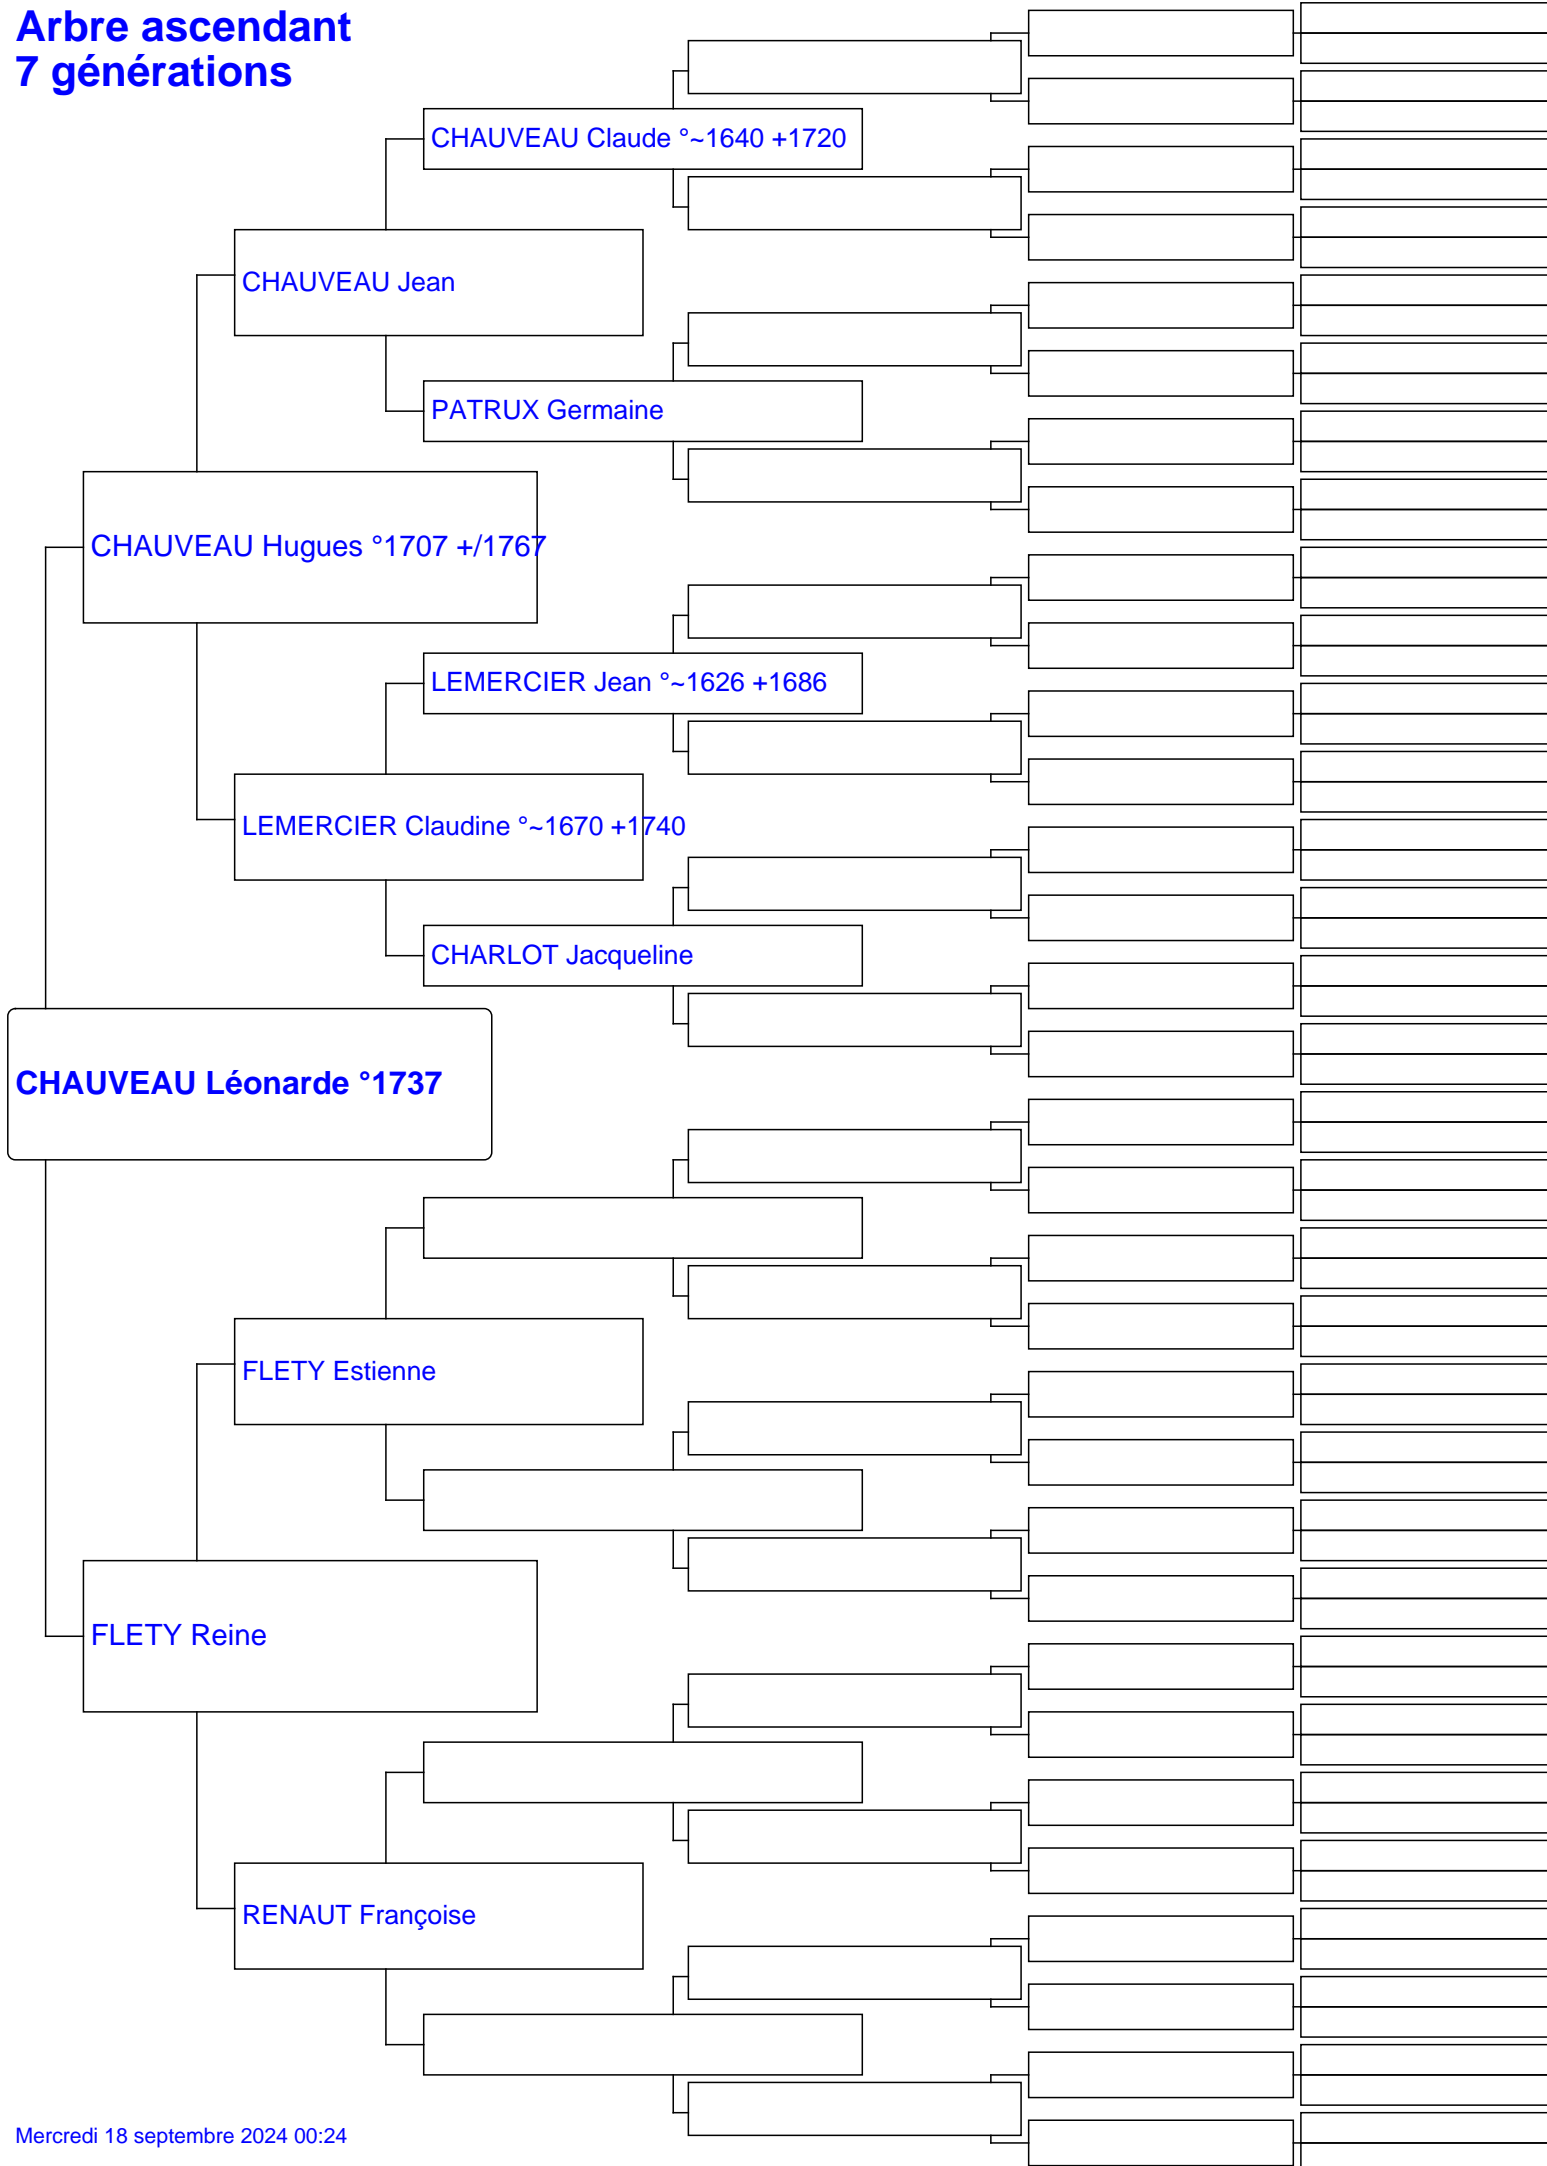 Arbre ascendant
7 générations
CHAUVEAU Claude °~1640 +1720
CHAUVEAU Jean
PATRUX Germaine
CHAUVEAU Hugues °1707 +/1767
LEMERCIER Jean °~1626 +1686
LEMERCIER Claudine °~1670 +1740
CHARLOT Jacqueline
CHAUVEAU Léonarde °1737
FLETY Estienne
FLETY Reine
RENAUT Françoise
Mercredi 18 septembre 2024 00:24